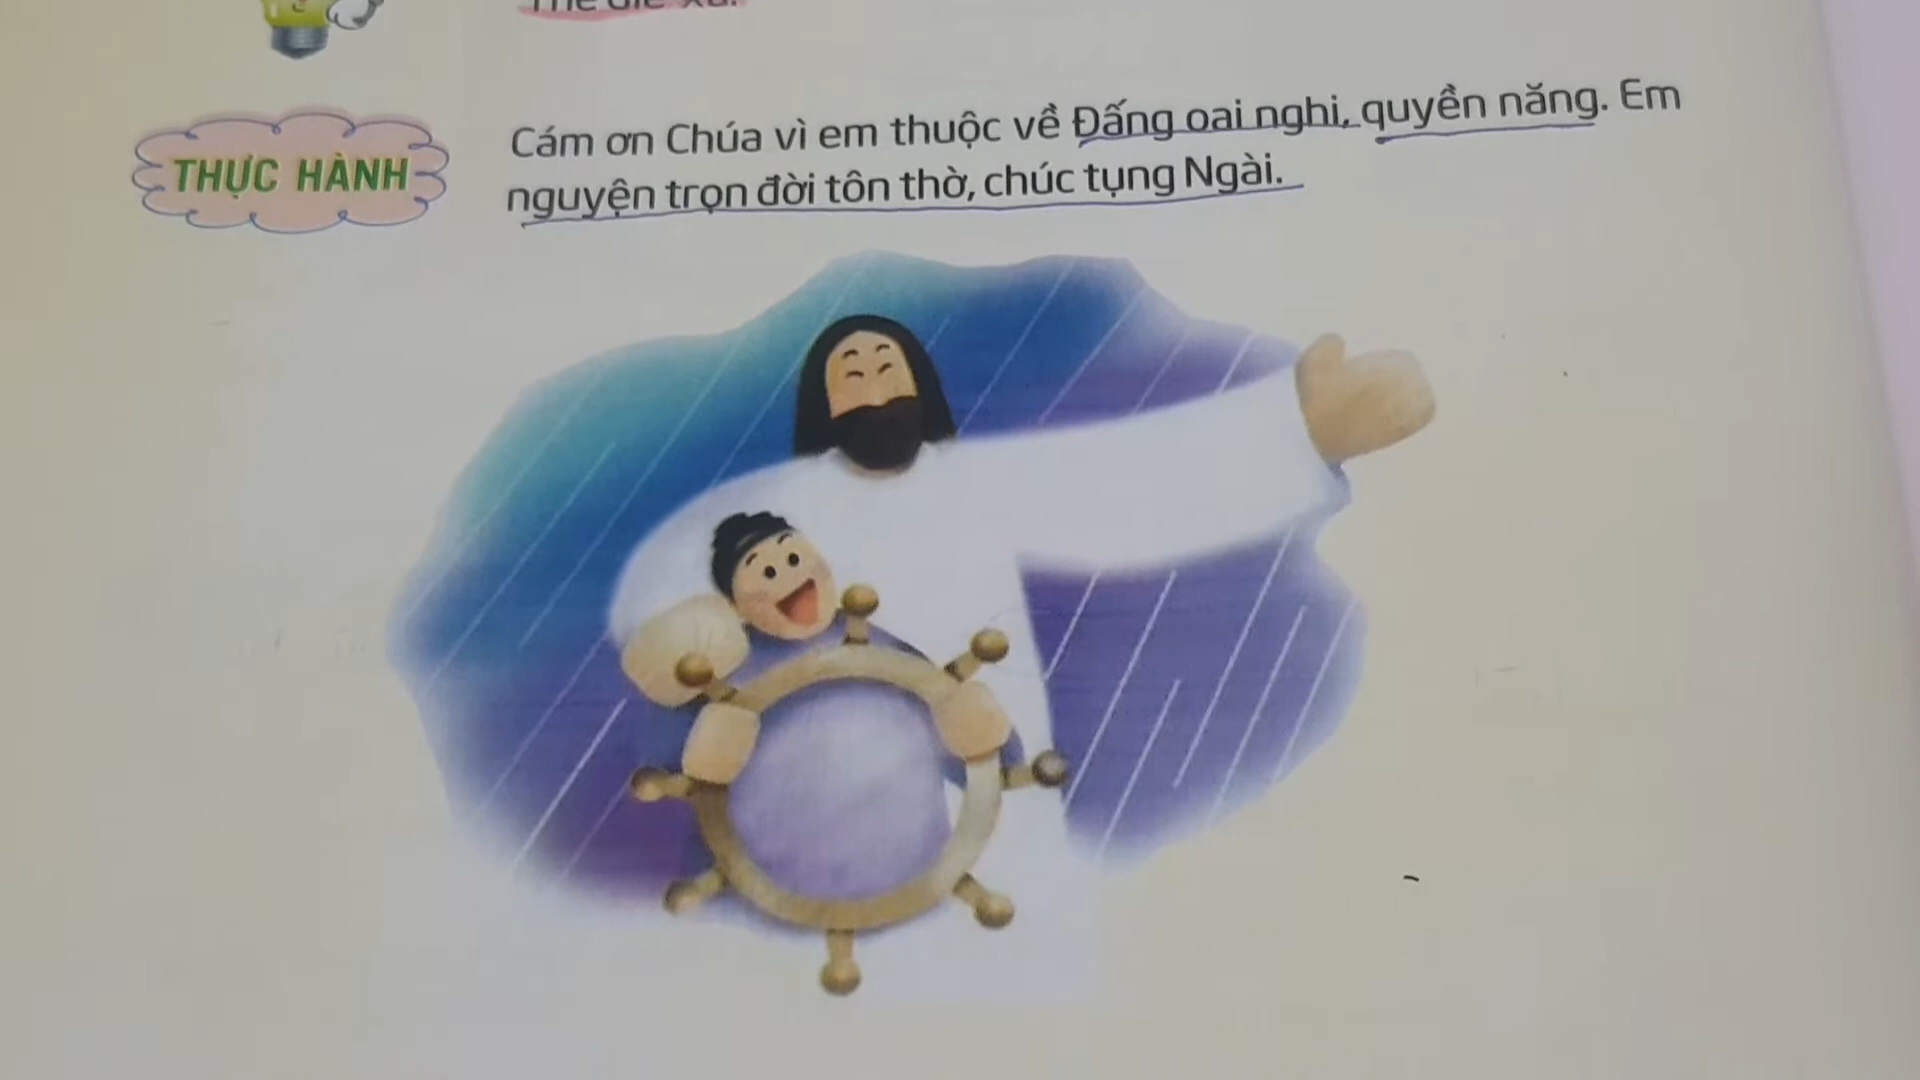 THỰC HÀNH
Cám ơn Chúa vì em thuộc về Đấng oai nghi, quyền năng. Em
nguyện trọn đời tôn thờ, chúc tụng Ngài.